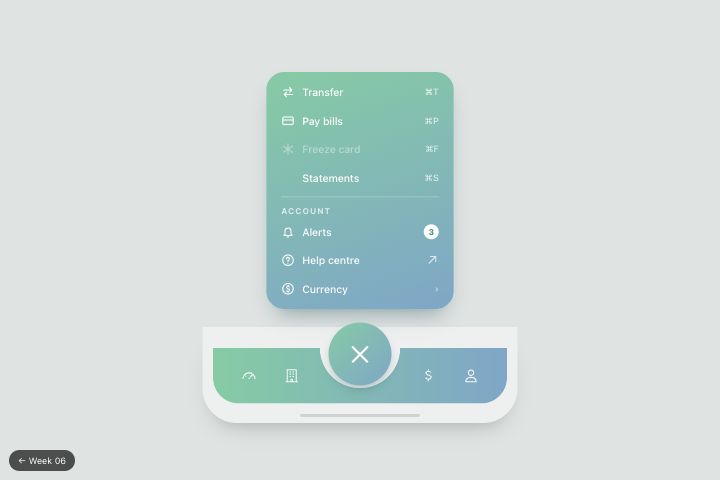 Transfer ⌘T
Pay bills ⌘P
Freeze card ⌘F
Statements ⌘S
ACCOUNT
Alerts 3
Help centre
Currency ›
$
← Week 06